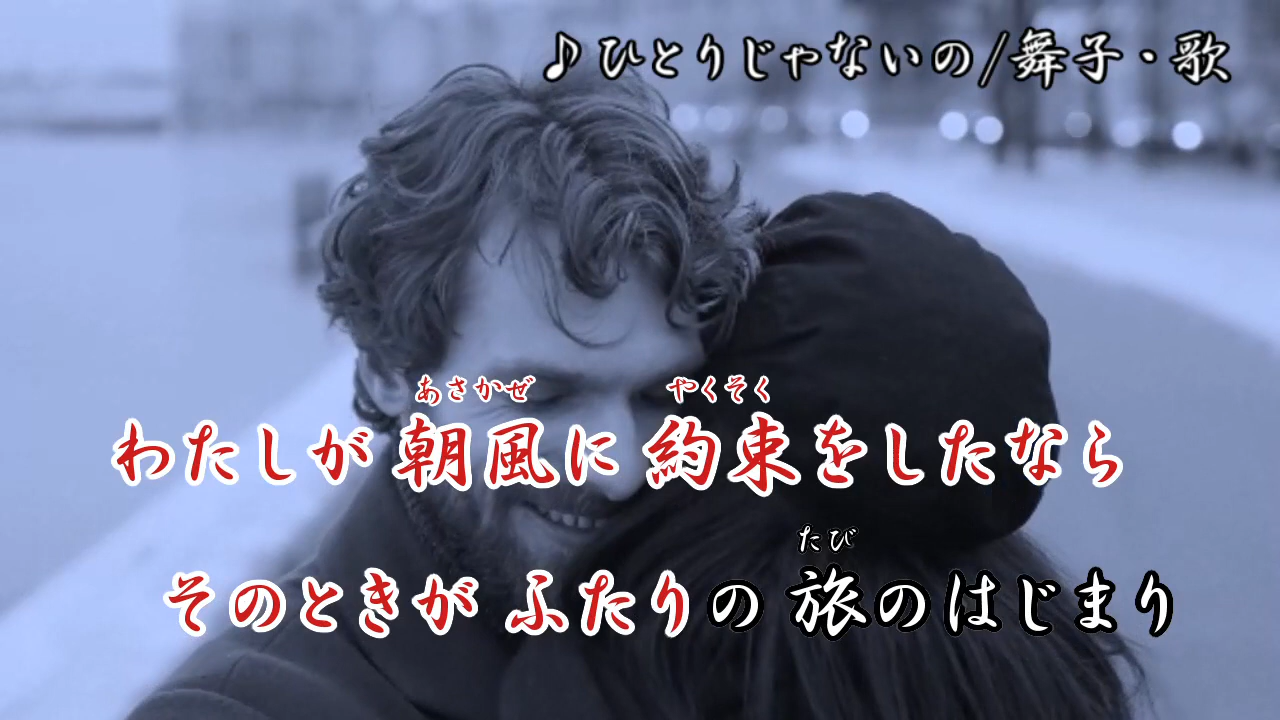 ♪ひとりじゃないの/舞子・歌
あさかぜ やくそく
わたしが 朝風に 約束をしたなら
たび
そのときが ふたりの 旅のはじまり